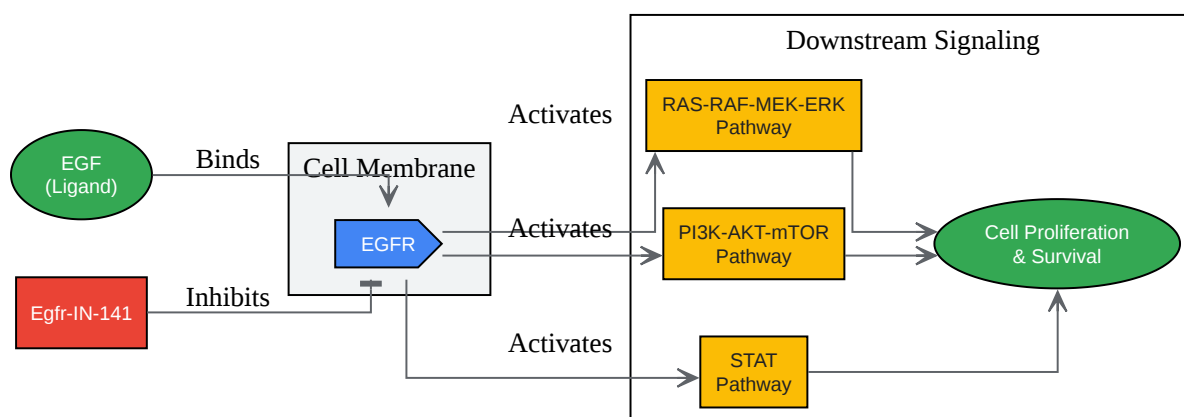 Downstream Signaling
Activates
RAS-RAF-MEK-ERK
Pathway
EGF
(Ligand)
Binds
Cell Membrane
EGFR
Activates
PI3K-AKT-mTOR
Pathway
Cell Proliferation
& Survival
Egfr-IN-141
Inhibits
Activates
STAT
Pathway